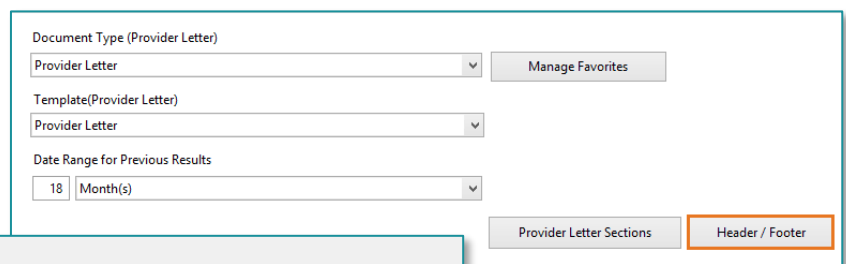 Document Type (Provider Letter)
Provider Letter
Manage Favorites
Template(Provider Letter)
Provider Letter
Date Range for Previous Results
18 Month(s)
Provider Letter Sections
Header / Footer